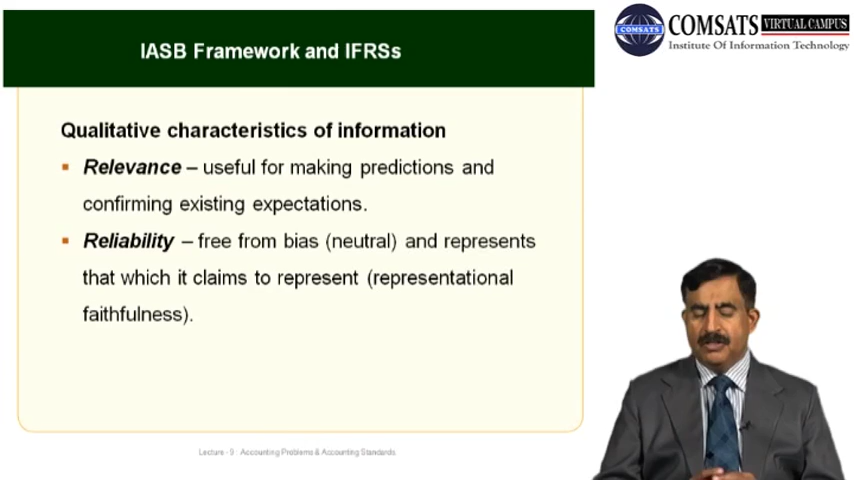 IASB Framework and IFRSs
COMSATS VIRTUAL CAMPUS
Institute Of Information Technology
COMSATS
Qualitative characteristics of information
Relevance – useful for making predictions and
confirming existing expectations.
Reliability – free from bias (neutral) and represents
that which it claims to represent (representational
faithfulness).
Lecture - 9 : Accounting Problems & Accounting Standards